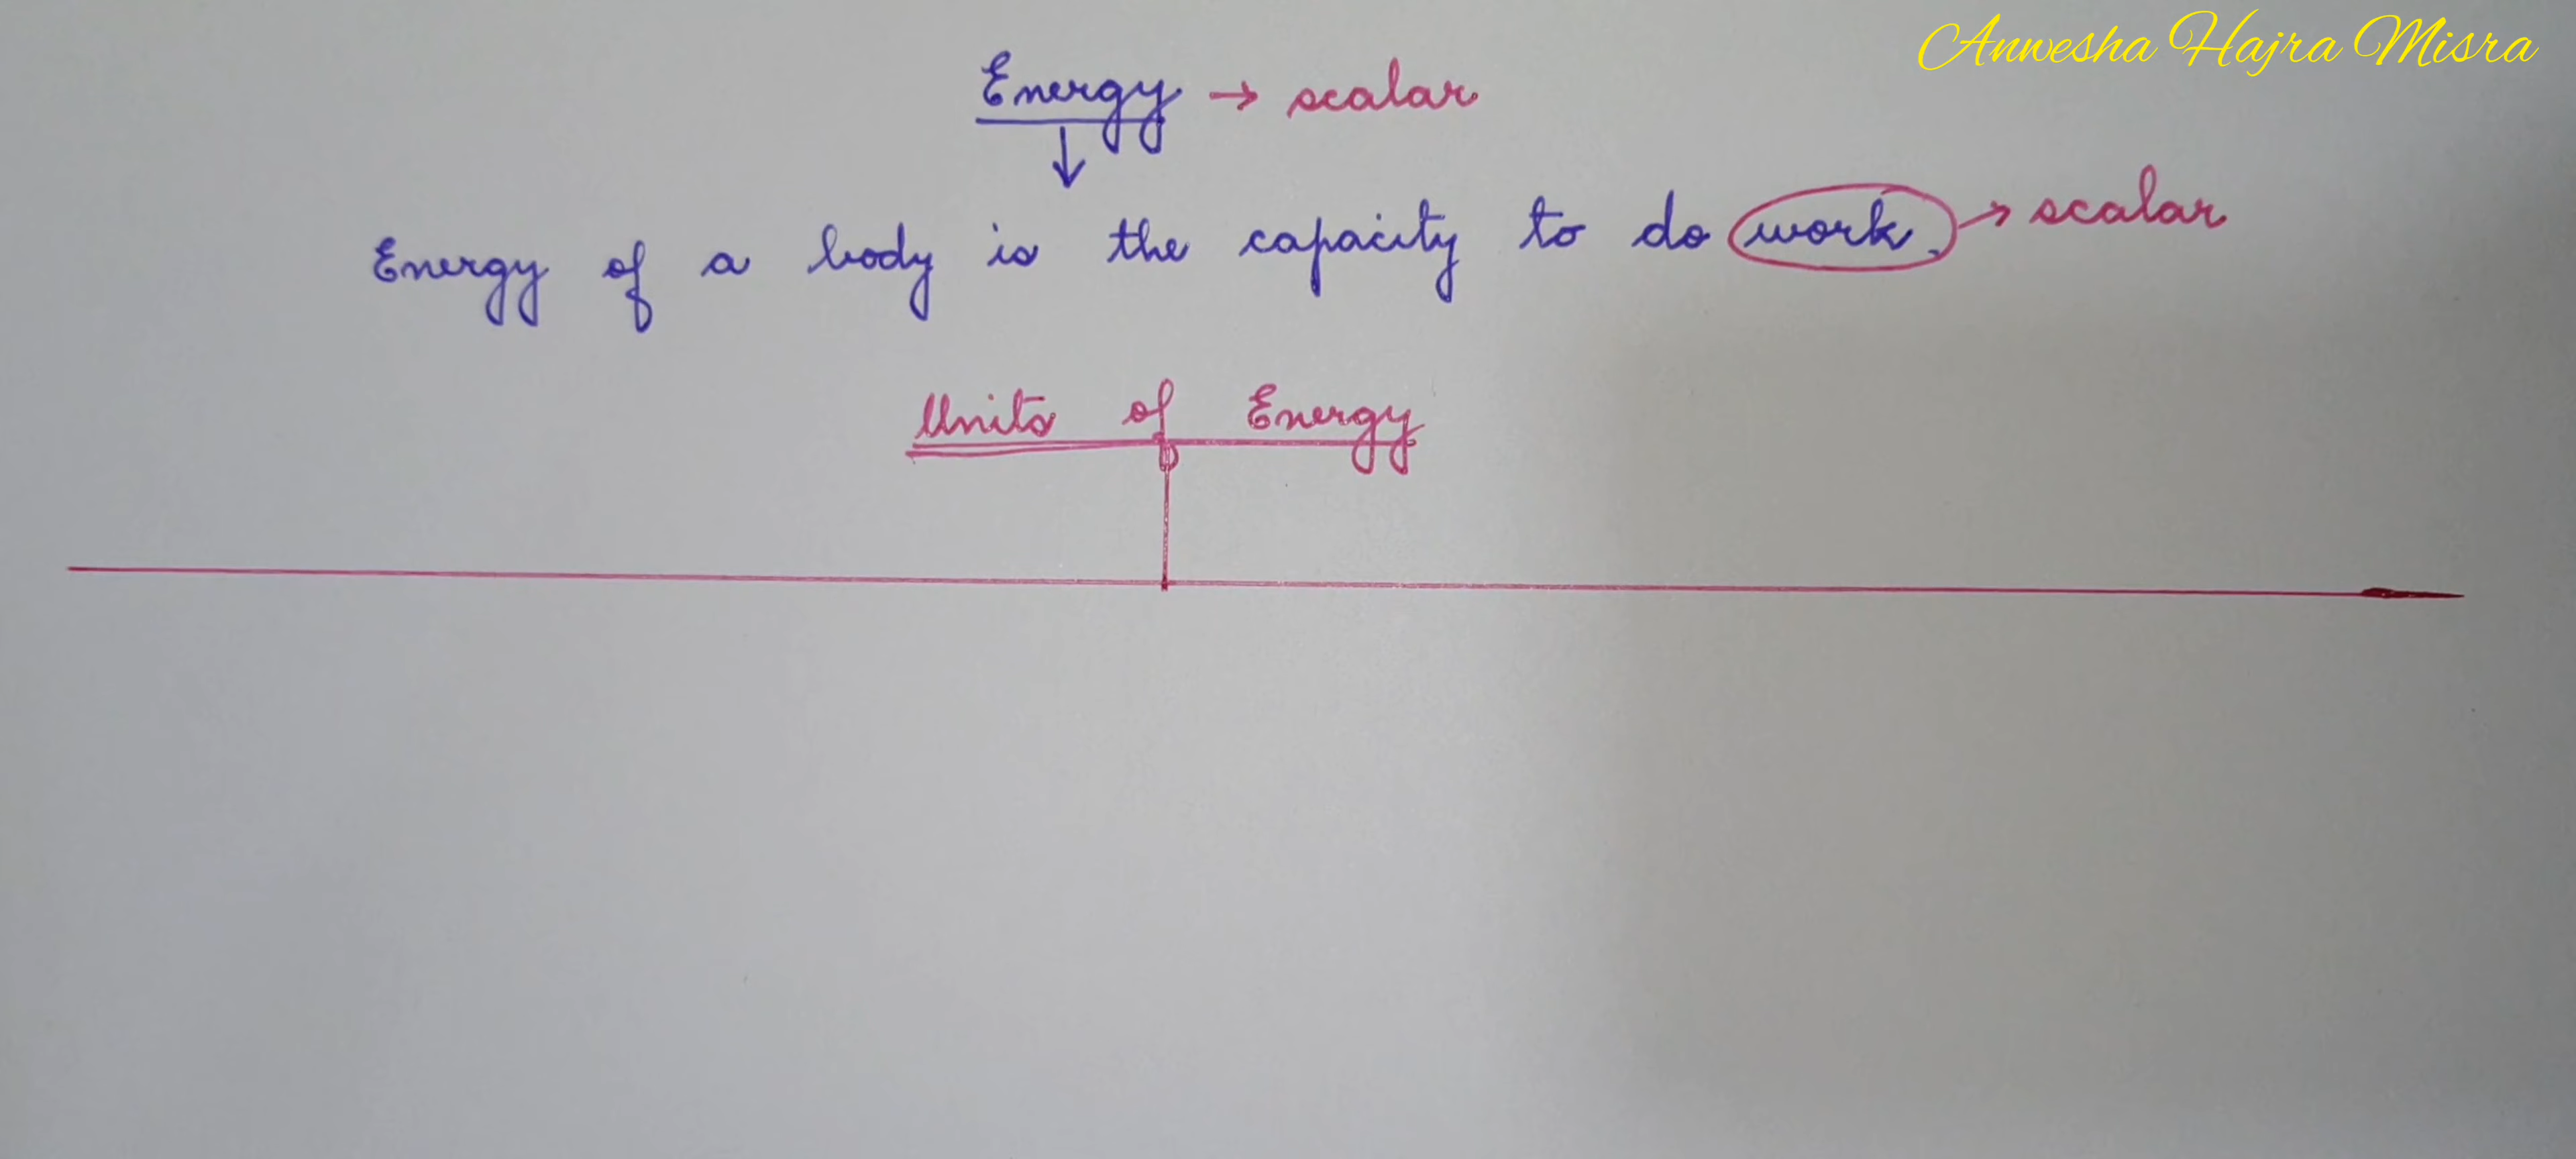 Anwesha Hajra Misra
Energy → scalar
↓
Energy of a body is the capacity to do work. → scalar
Units of Energy